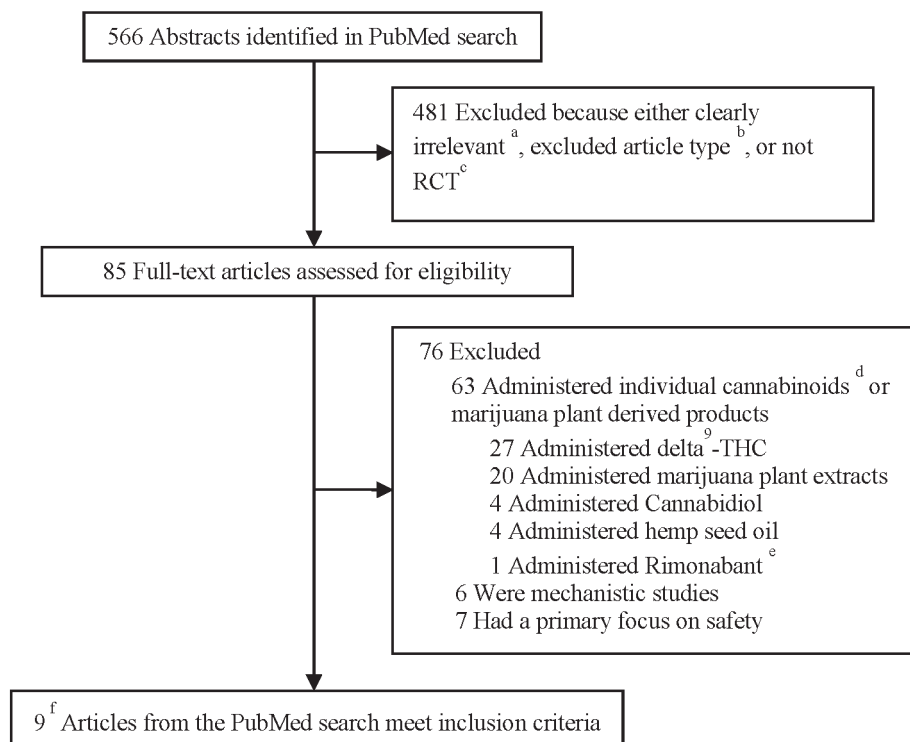 566 Abstracts identified in PubMed search
481 Excluded because either clearly
irrelevant a, excluded article type b, or not
RCT c
85 Full-text articles assessed for eligibility
76 Excluded
63 Administered individual cannabinoids d or
marijuana plant derived products
27 Administered delta9-THC
20 Administered marijuana plant extracts
4 Administered Cannabidiol
4 Administered hemp seed oil
1 Administered Rimonabant e
6 Were mechanistic studies
7 Had a primary focus on safety
9 f Articles from the PubMed search meet inclusion criteria